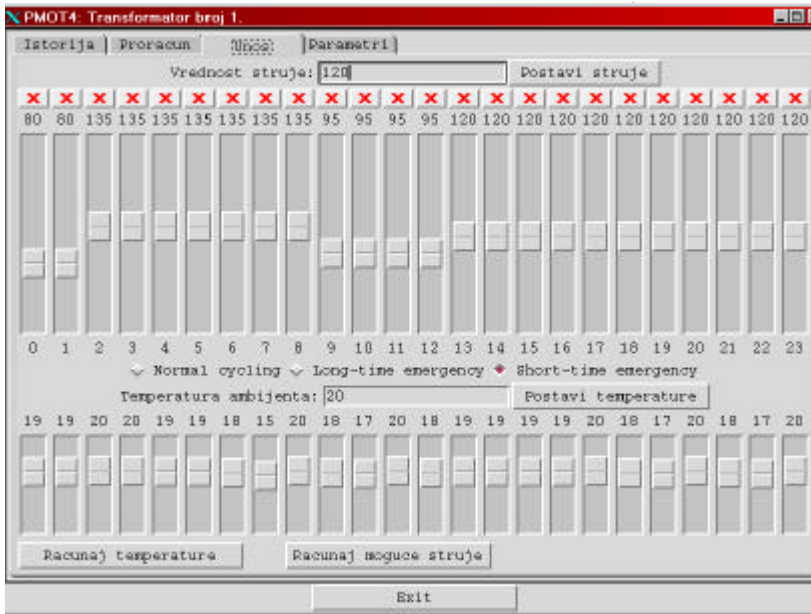 PMOT4: Transformator broj 1.
Istorija Proracun Unos Parametri
Vrednost struje: 120 Postavi struje
80 80 135 135 135 135 135 135 135 95 95 95 95 120 120 120 120 120 120 120 120 120 120 120
0 1 2 3 4 5 6 7 8 9 10 11 12 13 14 15 16 17 18 19 20 21 22 23
Normal cycling Long-time emergency Short-time emergency
Temperatura ambijenta: 20 Postavi temperature
19 19 20 20 19 19 18 15 20 18 17 20 18 19 19 19 19 20 18 17 20 18 17 20
Racunaj temperature Racunaj moguce struje
Exit